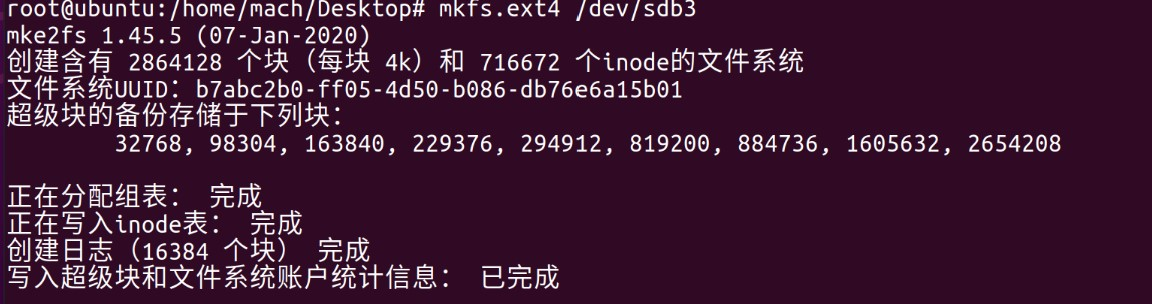 root@ubuntu:/home/mach/Desktop# mkfs.ext4 /dev/sdb3
mke2fs 1.45.5 (07-Jan-2020)
创建含有 2864128 个块（每块 4k）和 716672 个inode的文件系统
文件系统UUID：b7abc2b0-ff05-4d50-b086-db76e6a15b01
超级块的备份存储于下列块：
32768, 98304, 163840, 229376, 294912, 819200, 884736, 1605632, 2654208
正在分配组表： 完成
正在写入inode表： 完成
创建日志（16384 个块） 完成
写入超级块和文件系统账户统计信息： 已完成